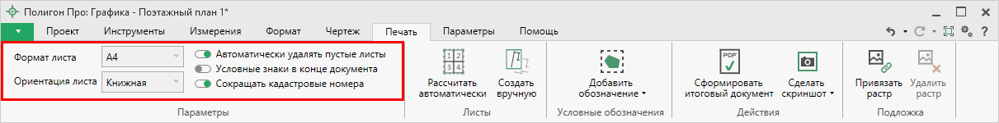 Полигон Про: Графика - Поэтажный план 1*
Проект Инструменты Измерения Формат Чертеж Печать Параметры Помощь
?
Формат листа A4
Ориентация листа Книжная
Автоматически удалять пустые листы
Условные знаки в конце документа
Сокращать кадастровые номера
Параметры
1 2
3 4
Рассчитать
автоматически
Создать
вручную
Листы
Добавить
обозначение
Условные обозначения
PDF
Сформировать
итоговый документ
Сделать
скриншот
Действия
Привязать
растр
Удалить
растр
Подложка